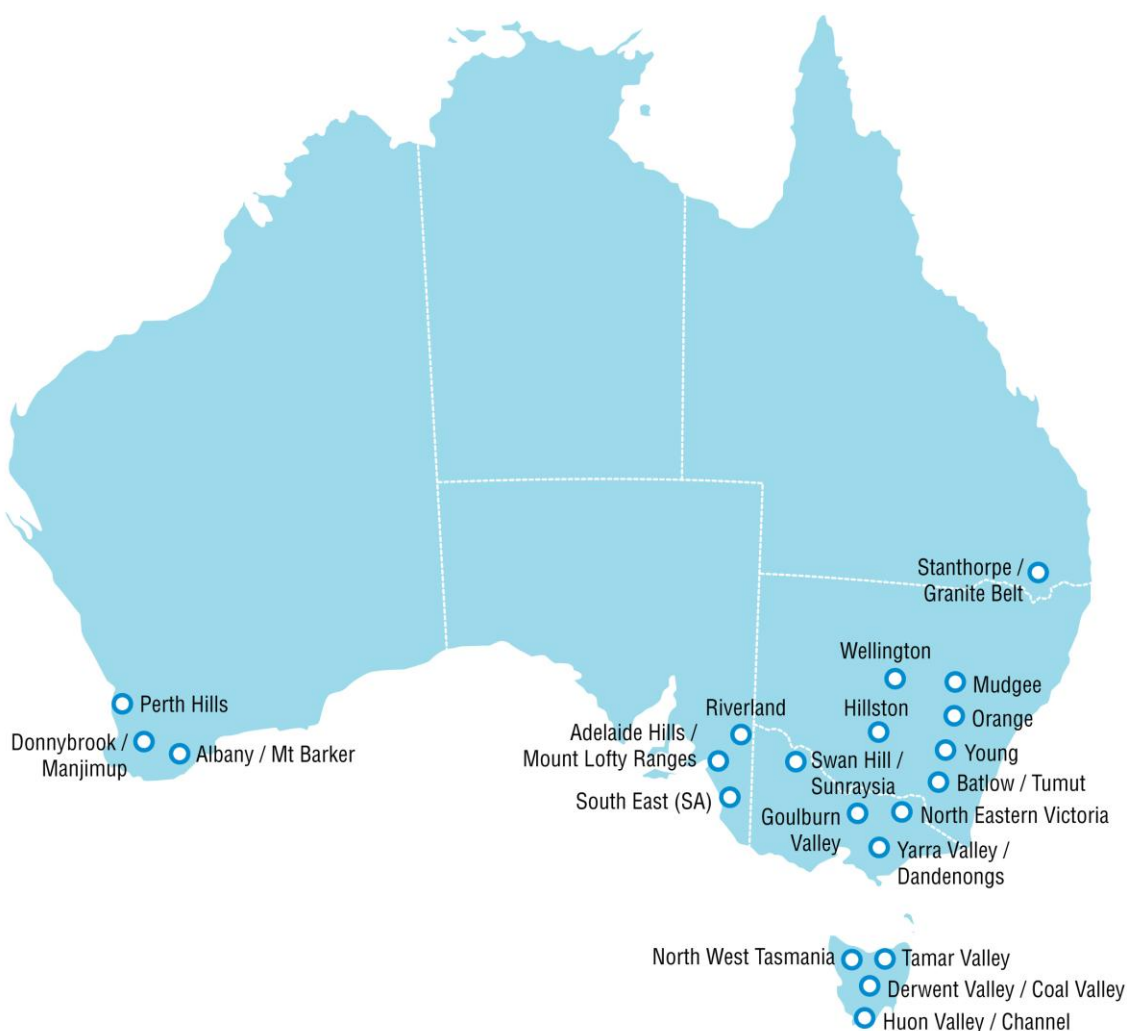 Stanthorpe /
Granite Belt
Wellington
Mudgee
Perth Hills
Riverland
Hillston
Orange
Adelaide Hills /
Mount Lofty Ranges
Donnybrook /
Manjimup
Albany / Mt Barker
Swan Hill /
Sunraysia
Young
Batlow / Tumut
South East (SA)
Goulburn
Valley
North Eastern Victoria
Yarra Valley /
Dandenongs
North West Tasmania
Tamar Valley
Derwent Valley / Coal Valley
Huon Valley / Channel